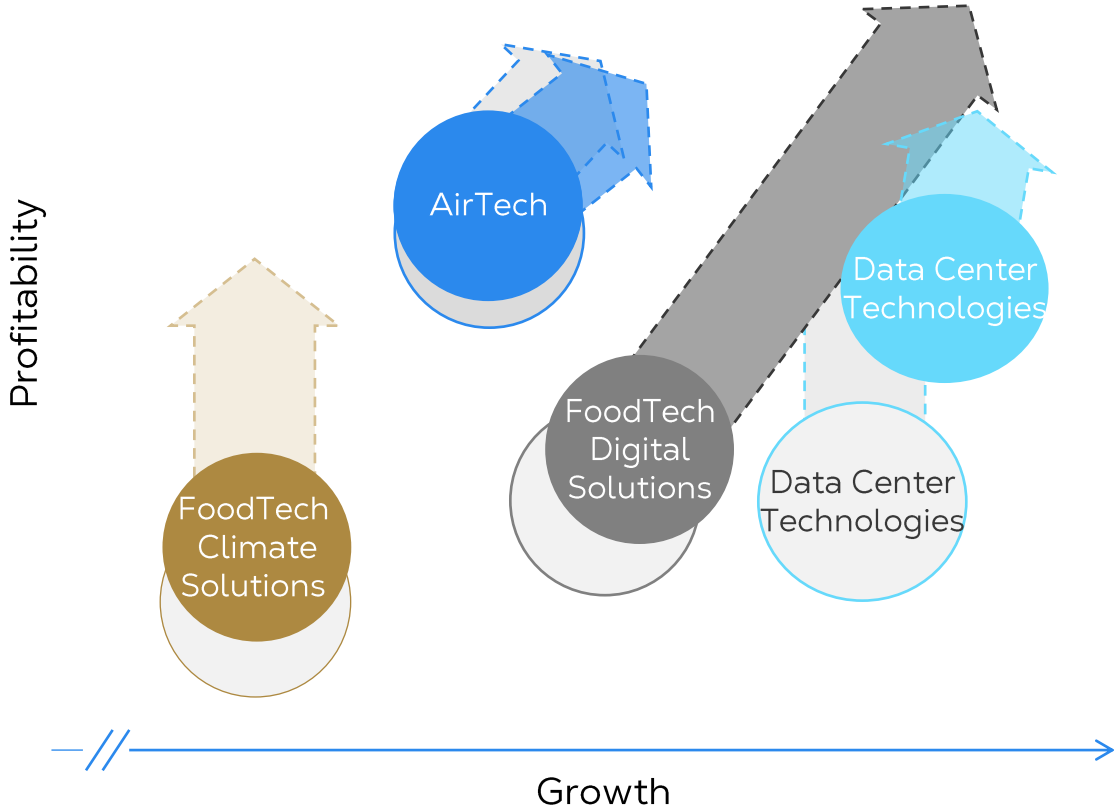 Profitability
AirTech
Data Center
Technologies
FoodTech
Digital
Solutions
Data Center
Technologies
FoodTech
Climate
Solutions
Growth